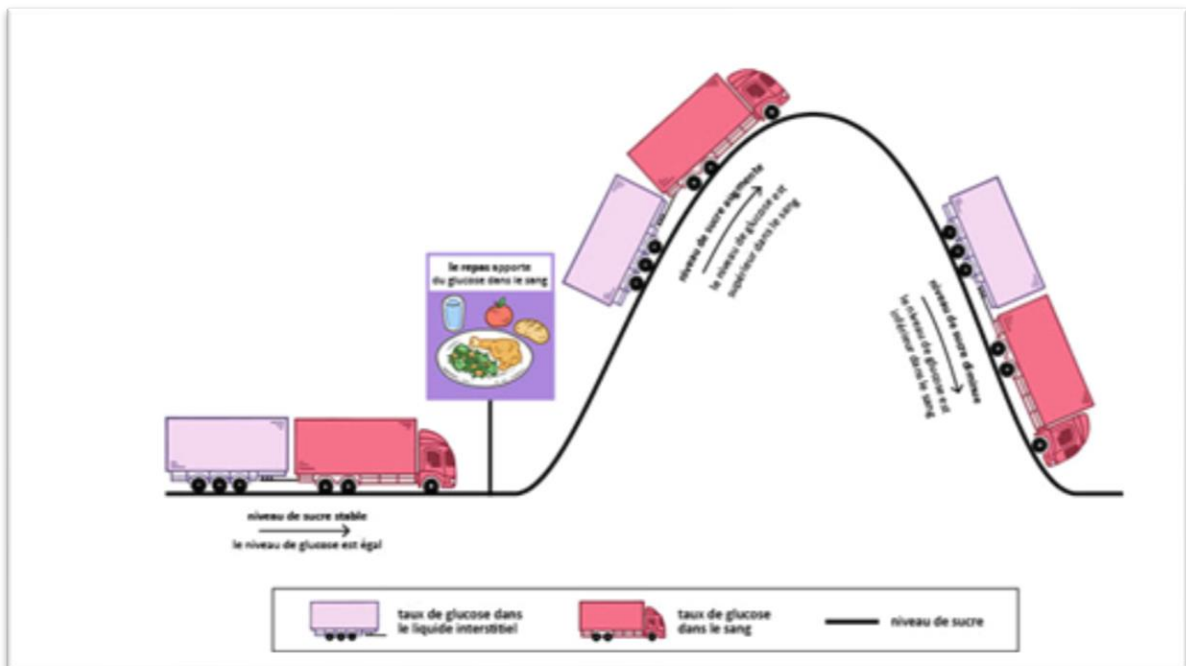 le repas apporte
du glucose dans le sang
niveau de sucre augmente
le niveau de glucose est
supérieur dans le sang
niveau de sucre diminue
le niveau de glucose est
inférieur dans le sang
niveau de sucre stable
le niveau de glucose est égal
taux de glucose dans
le liquide interstitiel
taux de glucose
dans le sang
niveau de sucre